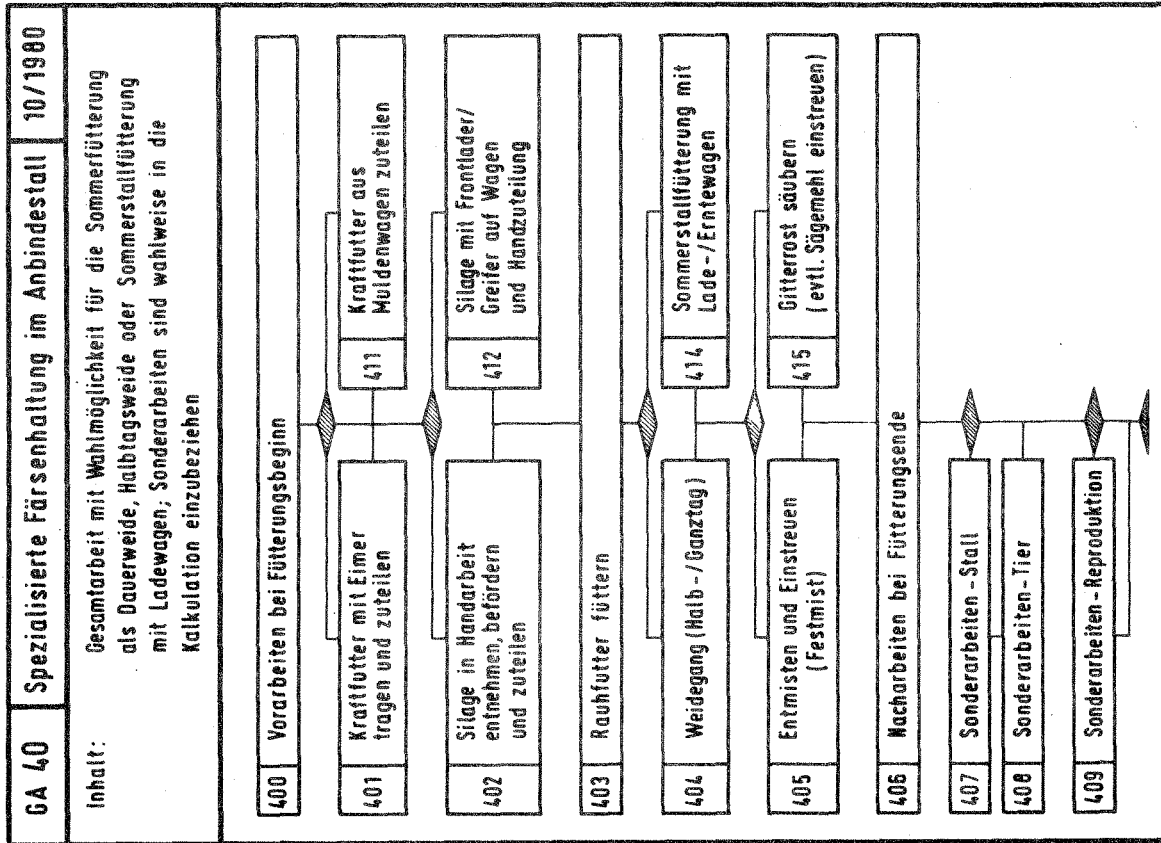 GA 40
Spezialisierte Färsenhaltung im Anbindestall
10/1980
Inhalt:
Gesamtarbeit mit Wahlmöglichkeit für die Sommerfütterung
als Dauerweide, Halbtagsweide oder Sommerstallfütterung
mit Ladewagen; Sonderarbeiten sind wahlweise in die
Kalkulation einzubeziehen
400
Vorarbeiten bei Fütterungsbeginn
401
Kraftfutter mit Eimer
tragen und zuteilen
411
Kraftfutter aus
Muldenwagen zuteilen
402
Silage in Handarbeit
entnehmen, befördern
und zuteilen
412
Silage mit Frontlader/
Greifer auf Wagen
und Handzuteilung
403
Rauhfutter füttern
404
Weidegang (Halb-/Ganztag)
414
Sommerstallfütterung mit
Lade-/Erntewagen
405
Entmisten und Einstreuen
(Festmist)
415
Gitterrost säubern
(evtl. Sägemehl einstreuen)
406
Nacharbeiten bei Fütterungsende
407
Sonderarbeiten - Stall
408
Sonderarbeiten - Tier
409
Sonderarbeiten - Reproduktion